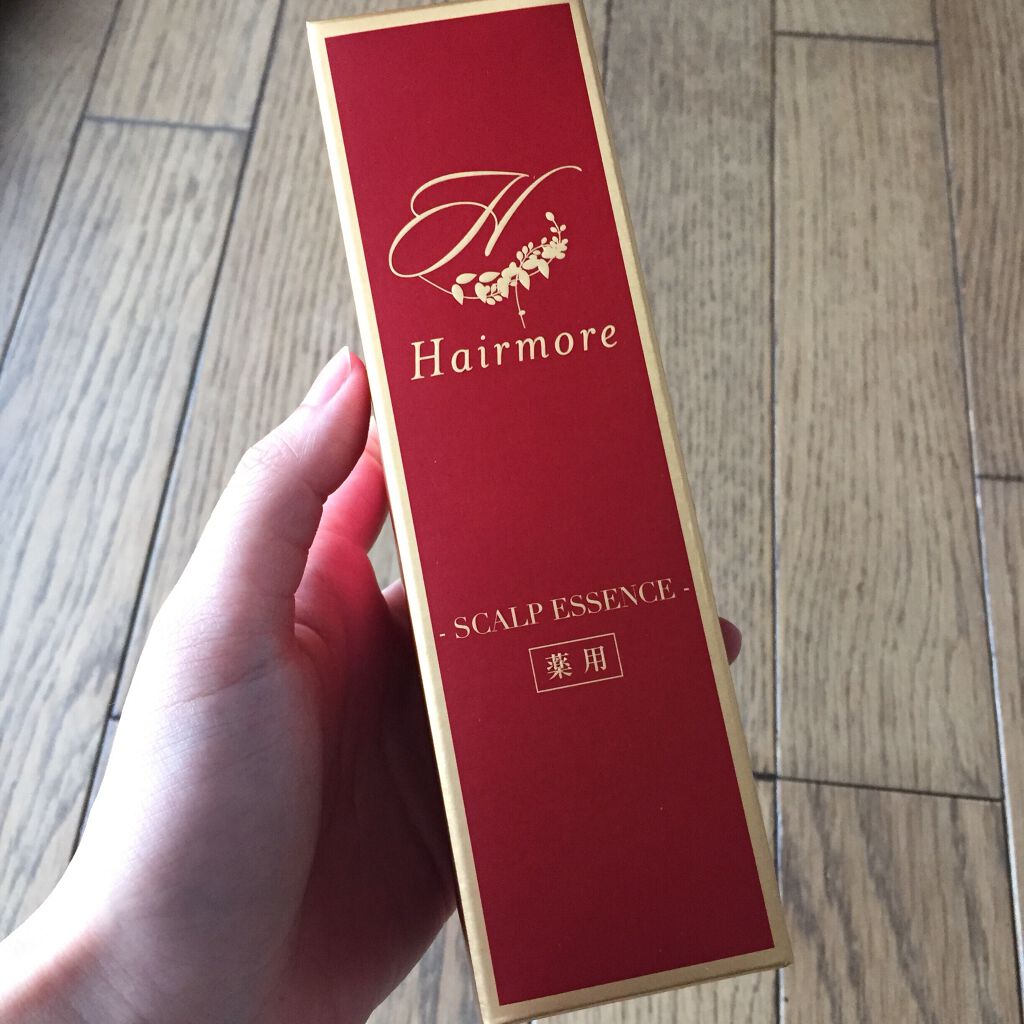 H
Hairmore
- SCALP ESSENCE -
薬用